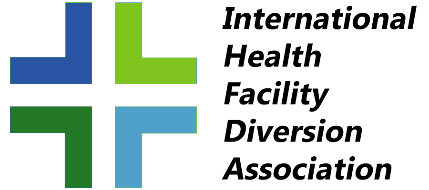 International
Health
Facility
Diversion
Association